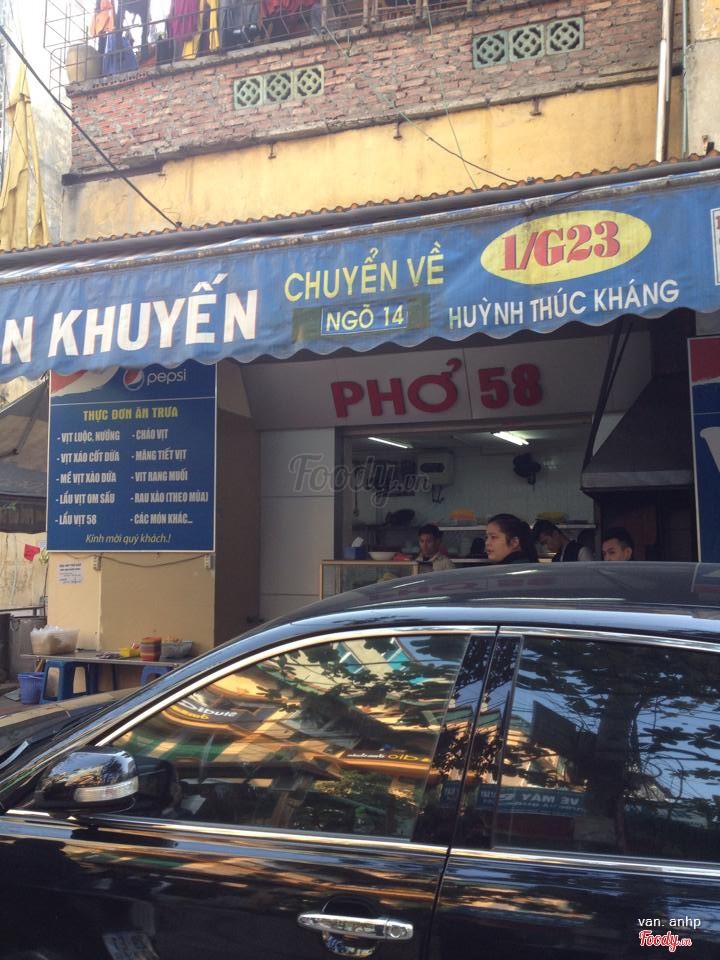 N KHUYẾN
CHUYỂN VỀ
1/G23
NGÕ 14
HUỲNH THÚC KHÁNG
pepsi
PHỞ 58
THỰC ĐƠN ĂN TRƯA
- VỊT LUỘC, NƯỚNG
- CHÁO VỊT
- VỊT XÁO CỐT DỪA
- MĂNG TIẾT VỊT
- MỀ VỊT XÀO DỨA
- VỊT RANG MUỐI
- LẨU VỊT OM SẤU
- RAU XÀO (THEO MÙA)
- LẨU VỊT 58
- CÁC MÓN KHÁC...
Kính mời quý khách.!
Foody.vn
van. anhp
Foody.vn